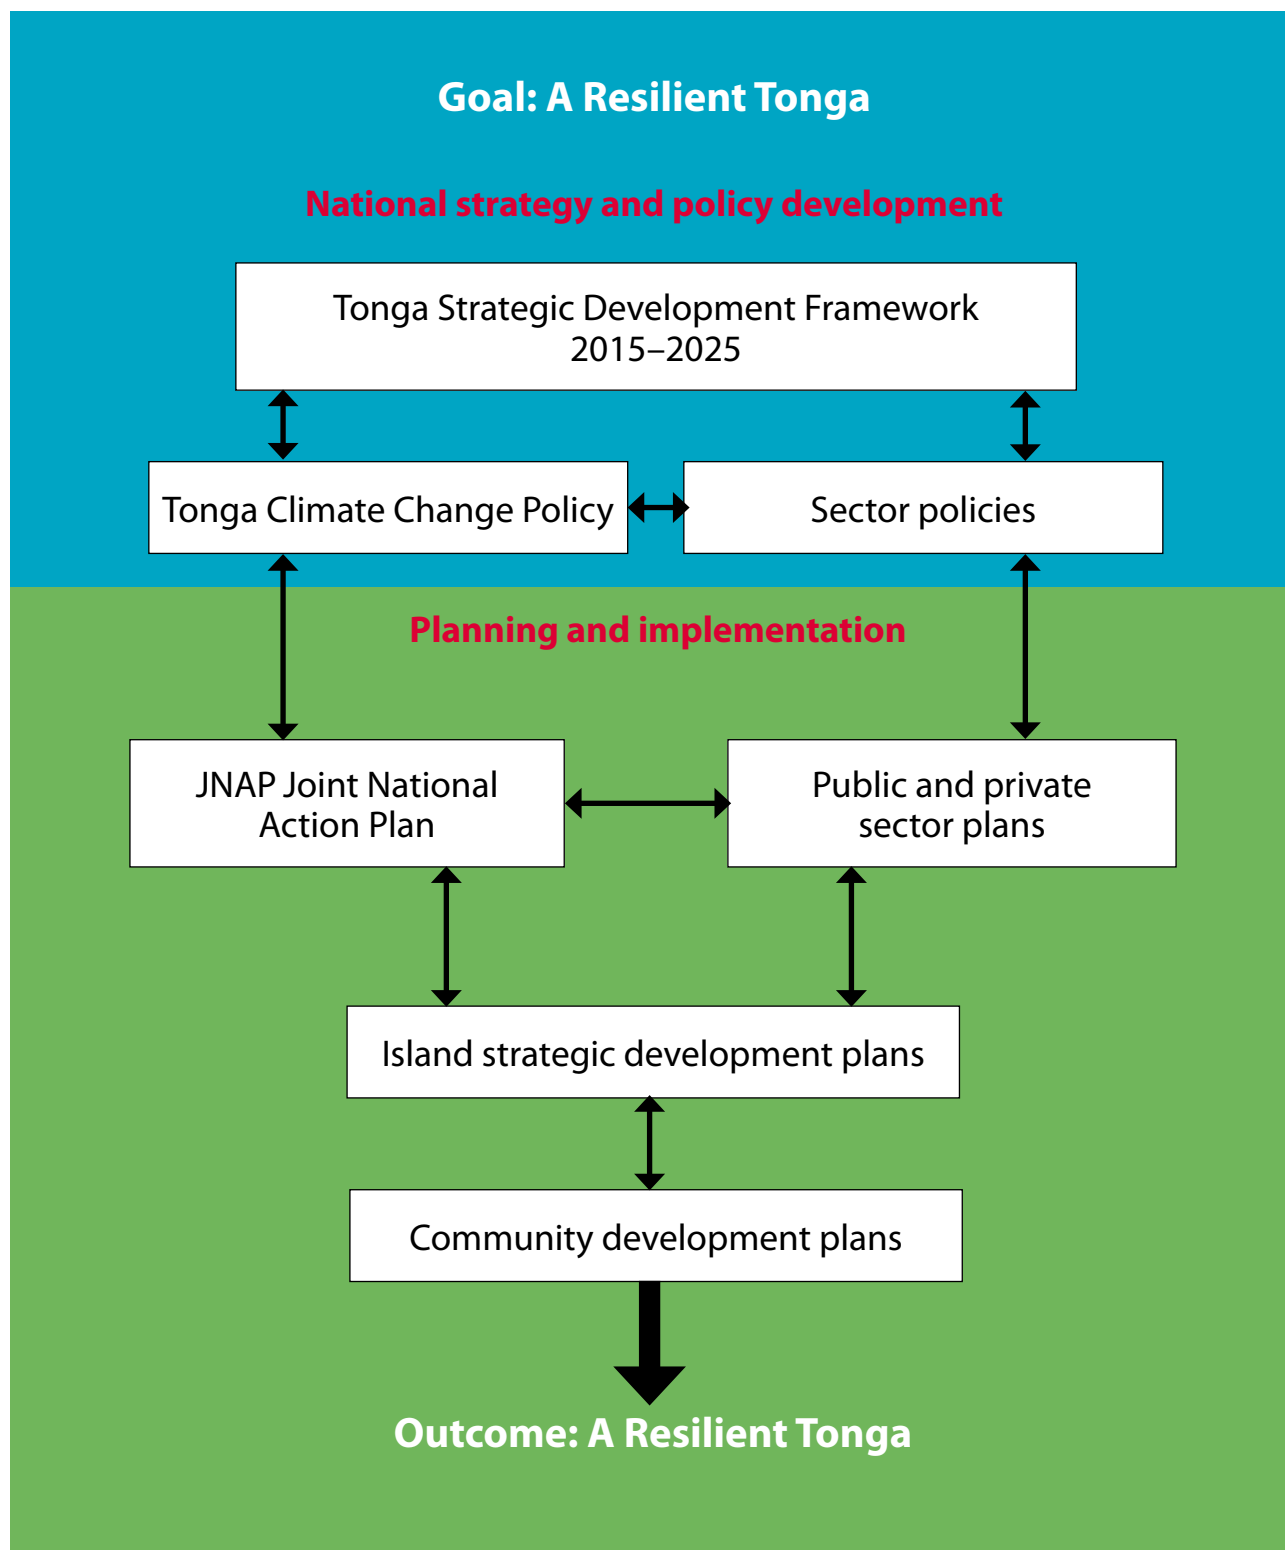 Goal: A Resilient Tonga
National strategy and policy development
Tonga Strategic Development Framework
2015–2025
Tonga Climate Change Policy
Sector policies
Planning and implementation
JNAP Joint National
Action Plan
Public and private
sector plans
Island strategic development plans
Community development plans
Outcome: A Resilient Tonga